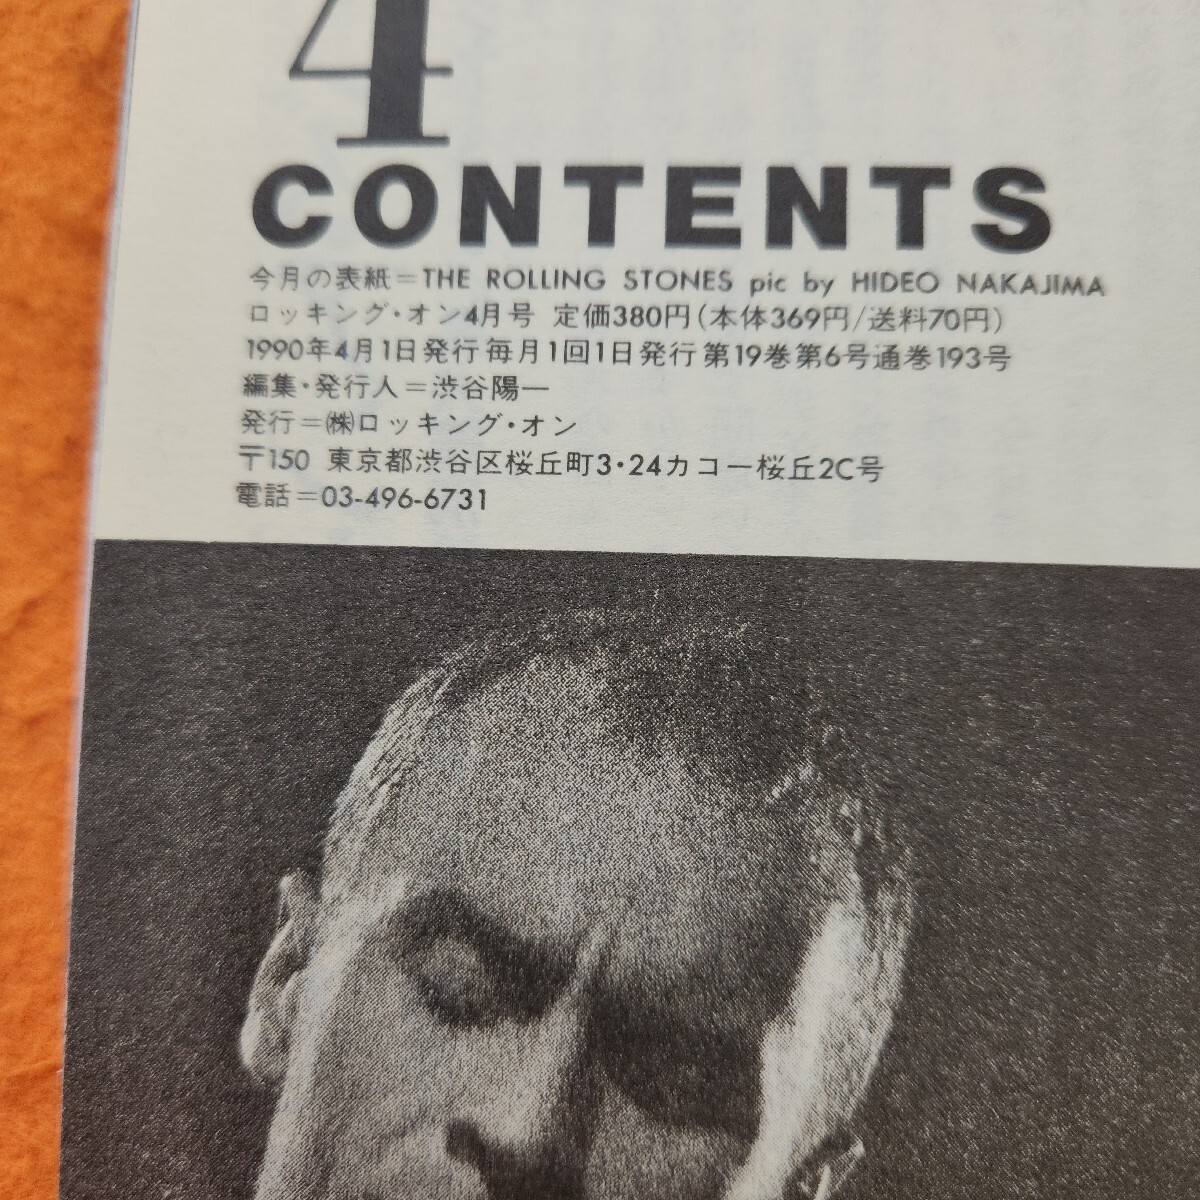 4
CONTENTS
今月の表紙＝THE ROLLING STONES pic by HIDEO NAKAJIMA
ロッキング・オン4月号 定価380円(本体369円/送料70円)
1990年4月1日発行 毎月1回1日発行 第19巻第6号通巻193号
編集・発行人＝渋谷陽一
発行＝㈱ロッキング・オン
〒150 東京都渋谷区桜丘町3・24カコー桜丘2C号
電話＝03-496-6731